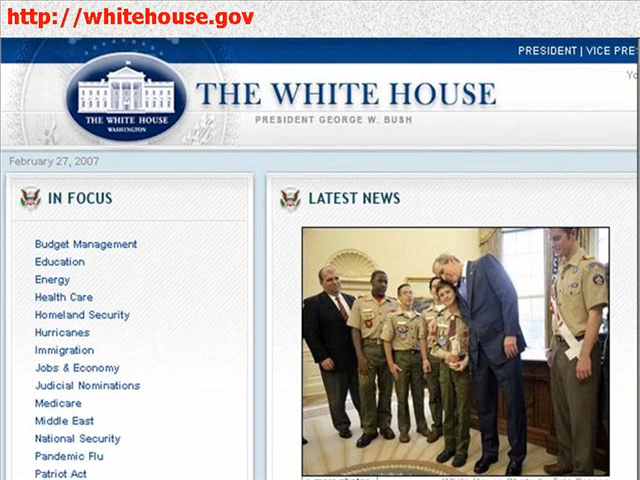 http://whitehouse.gov
PRESIDENT | VICE PRE
Yo
THE WHITE HOUSE
PRESIDENT GEORGE W. BUSH
THE WHITE HOUSE
WASHINGTON
February 27, 2007
IN FOCUS
Budget Management
Education
Energy
Health Care
Homeland Security
Hurricanes
Immigration
Jobs & Economy
Judicial Nominations
Medicare
Middle East
National Security
Pandemic Flu
Patriot Act
LATEST NEWS